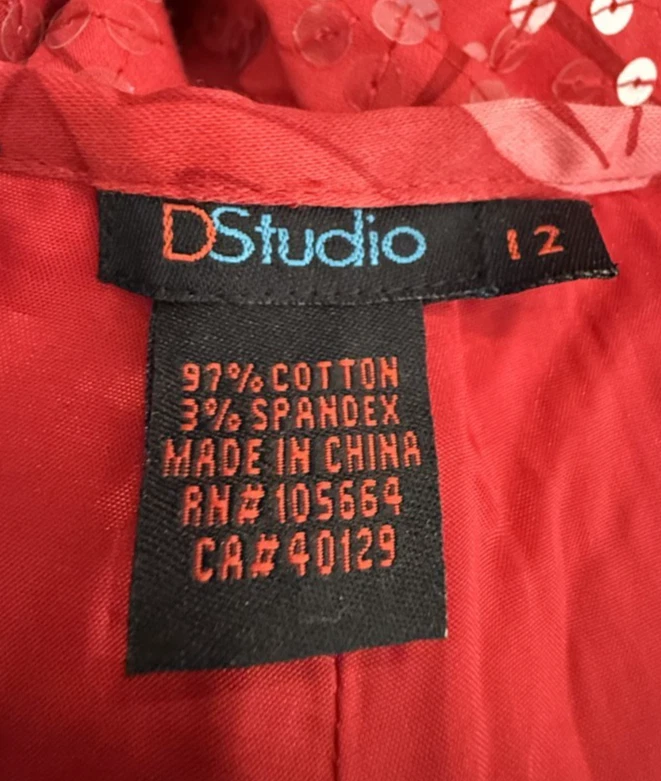 DStudio 12
97% COTTON
3% SPANDEX
MADE IN CHINA
RN# 105664
CA# 40129